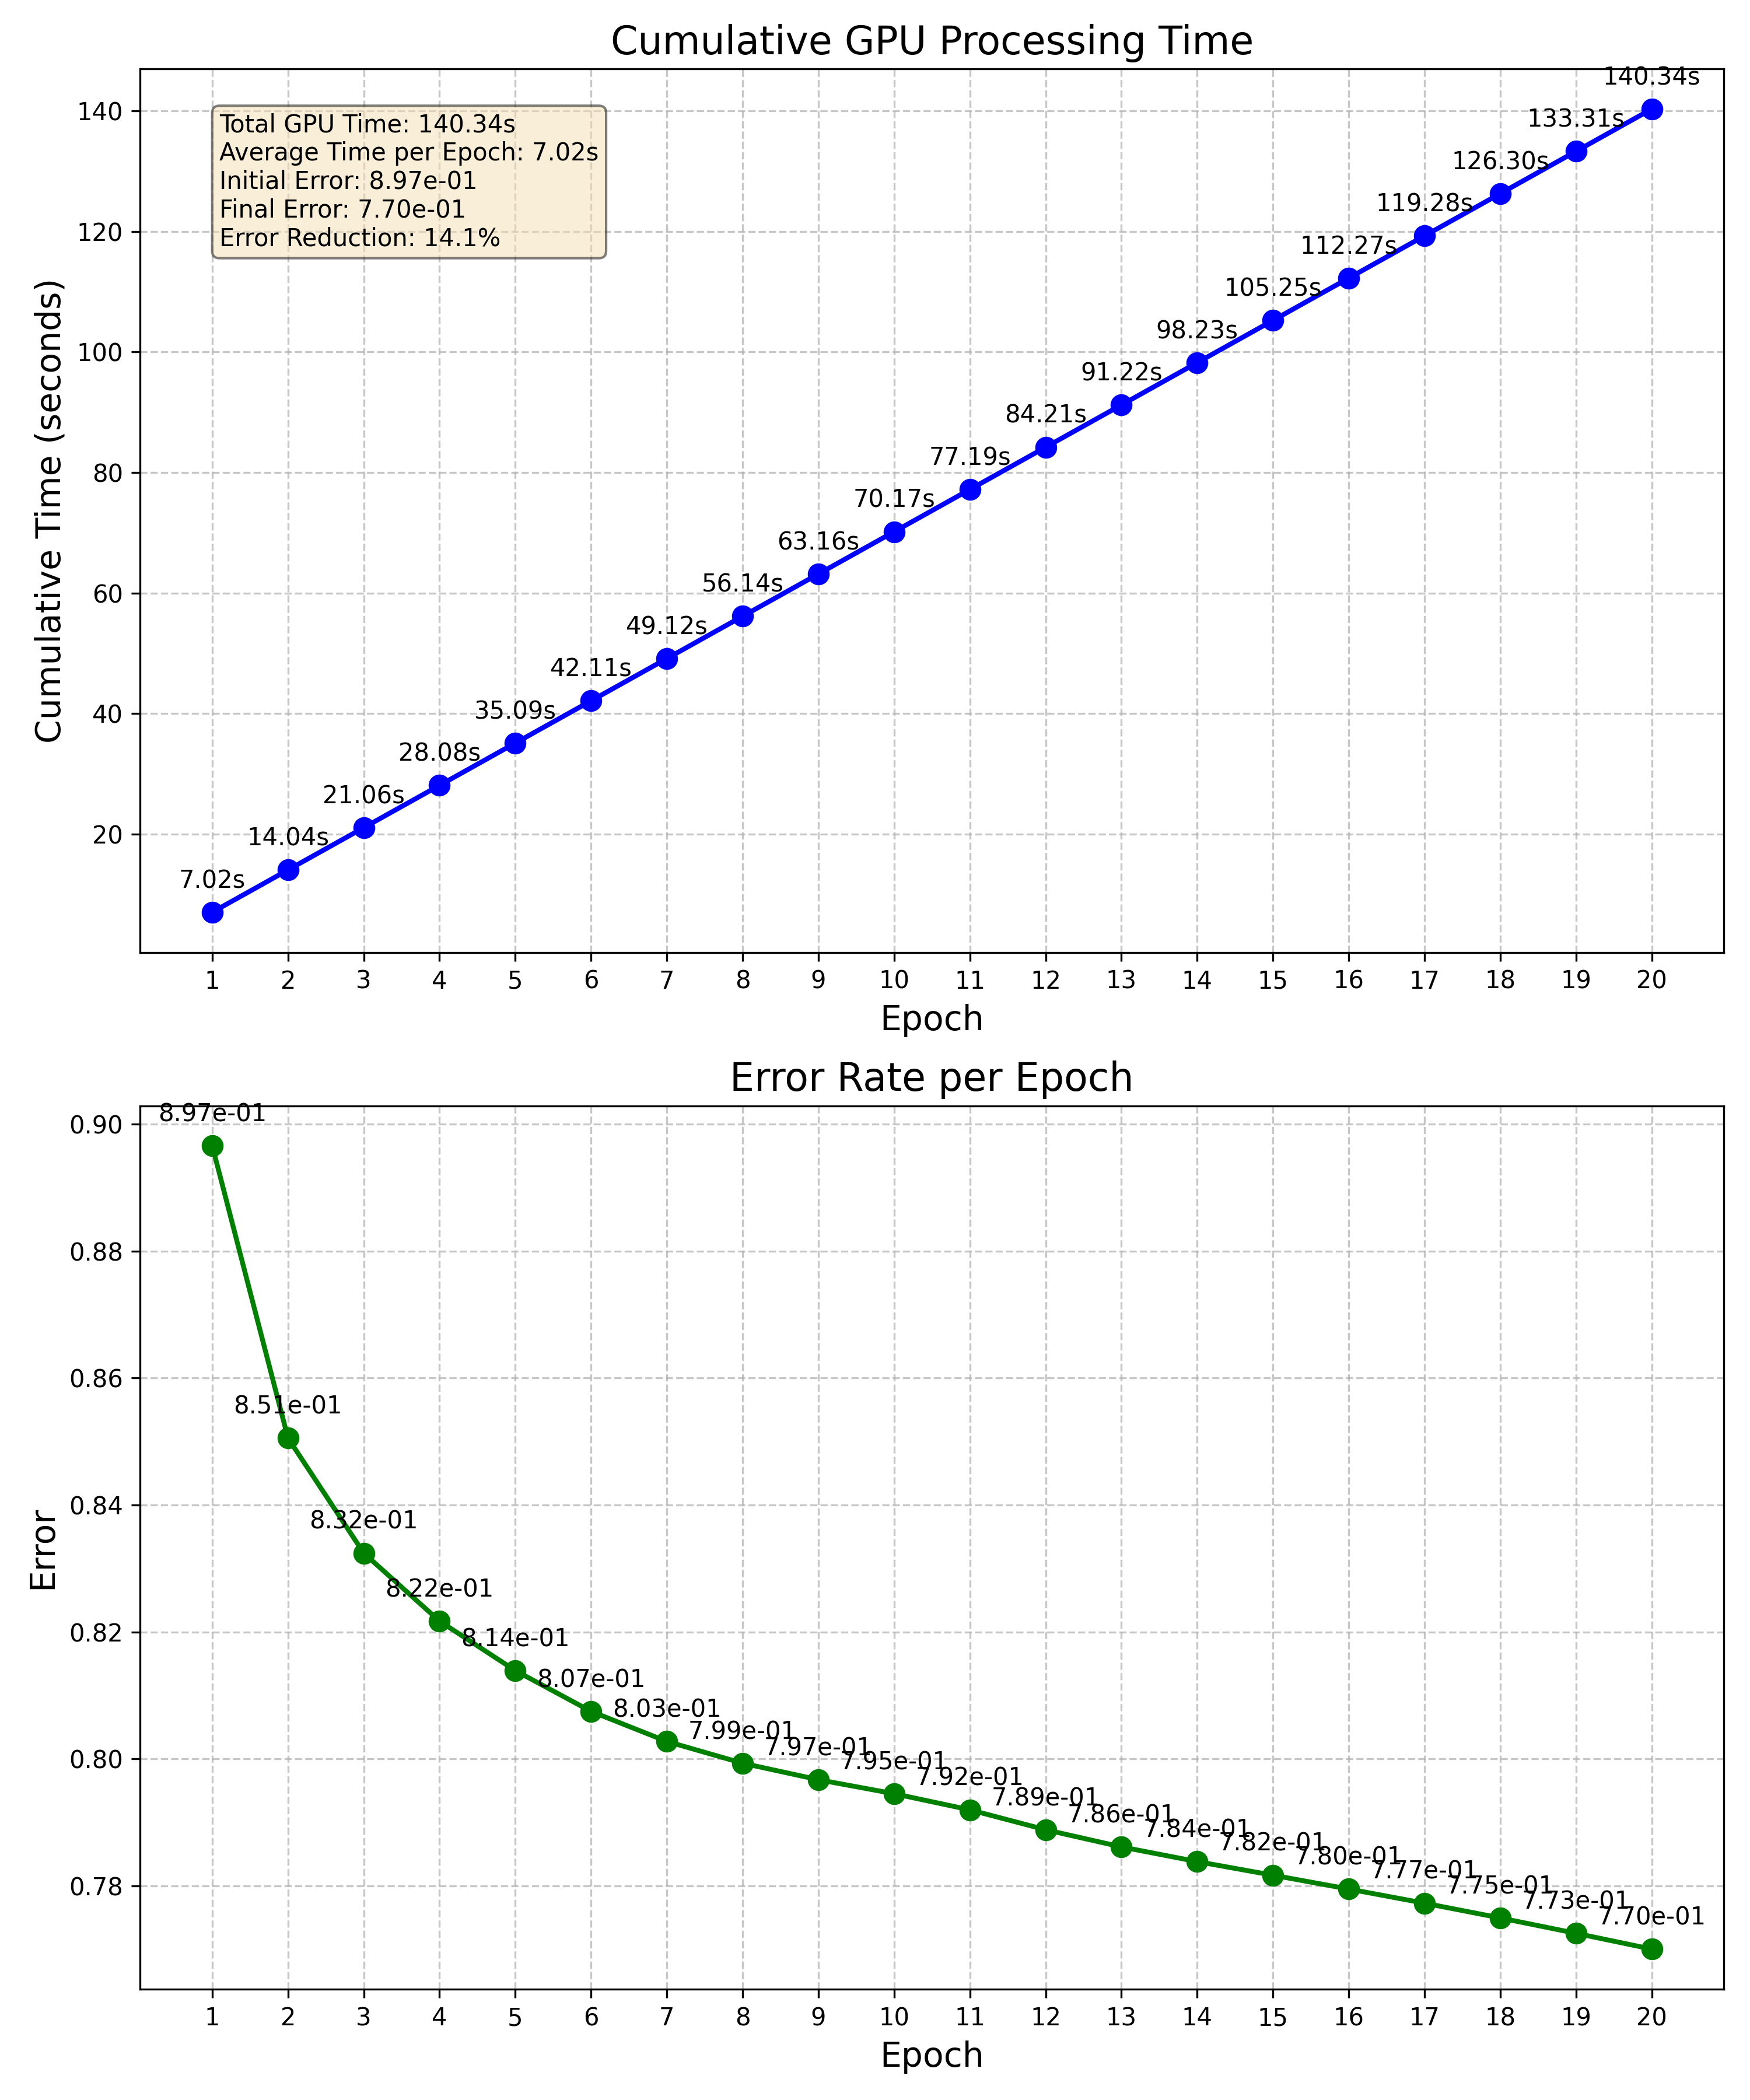 Cumulative GPU Processing Time
Total GPU Time: 140.34s
Average Time per Epoch: 7.02s
Initial Error: 8.97e-01
Final Error: 7.70e-01
Error Reduction: 14.1%
Cumulative Time (seconds)
140
120
100
80
60
40
20
7.02s
14.04s
21.06s
28.08s
35.09s
42.11s
49.12s
56.14s
63.16s
70.17s
77.19s
84.21s
91.22s
98.23s
105.25s
112.27s
119.28s
126.30s
133.31s
140.34s
1 2 3 4 5 6 7 8 9 10 11 12 13 14 15 16 17 18 19 20
Epoch
Error Rate per Epoch
Error
0.90
0.88
0.86
0.84
0.82
0.80
0.78
8.97e-01
8.51e-01
8.32e-01
8.22e-01
8.14e-01
8.07e-01
8.03e-01
7.99e-01
7.97e-01
7.95e-01
7.92e-01
7.89e-01
7.86e-01
7.84e-01
7.82e-01
7.80e-01
7.77e-01
7.75e-01
7.73e-01
7.70e-01
1 2 3 4 5 6 7 8 9 10 11 12 13 14 15 16 17 18 19 20
Epoch